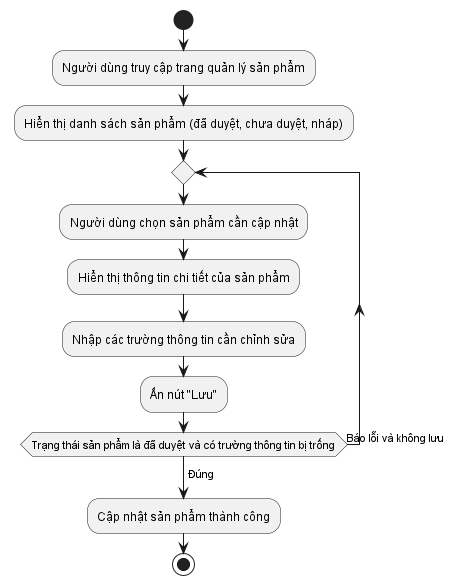 Người dùng truy cập trang quản lý sản phẩm
Hiển thị danh sách sản phẩm (đã duyệt, chưa duyệt, nháp)
Người dùng chọn sản phẩm cần cập nhật
Hiển thị thông tin chi tiết của sản phẩm
Nhập các trường thông tin cần chỉnh sửa
Ấn nút "Lưu"
Trạng thái sản phẩm là đã duyệt và có trường thông tin bị trống
Báo lỗi và không lưu
Đúng
Cập nhật sản phẩm thành công